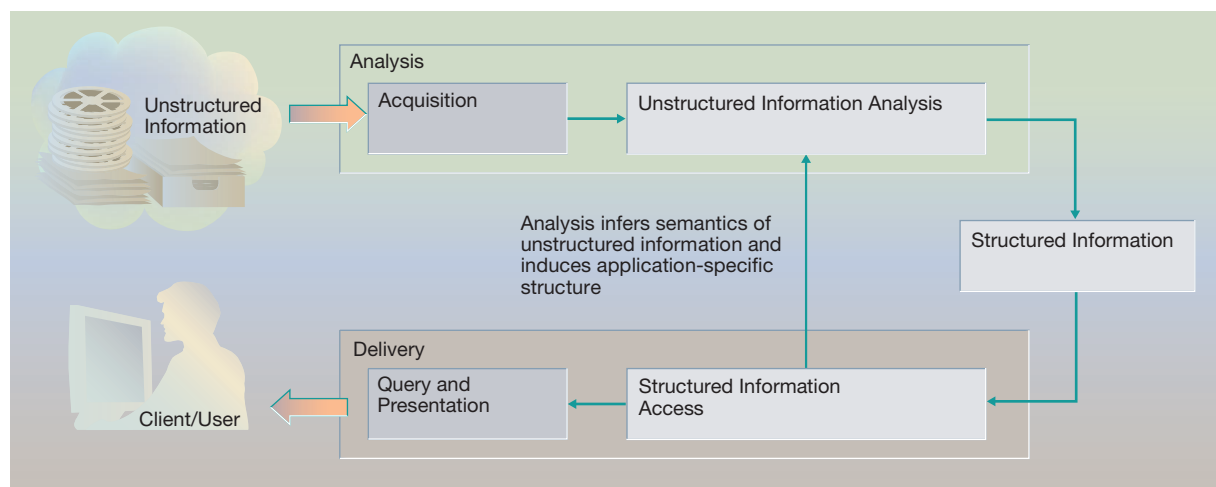 Analysis
Unstructured
Information
Acquisition
Unstructured Information Analysis
Analysis infers semantics of
unstructured information and
induces application-specific
structure
Structured Information
Delivery
Query and
Presentation
Structured Information
Access
Client/User